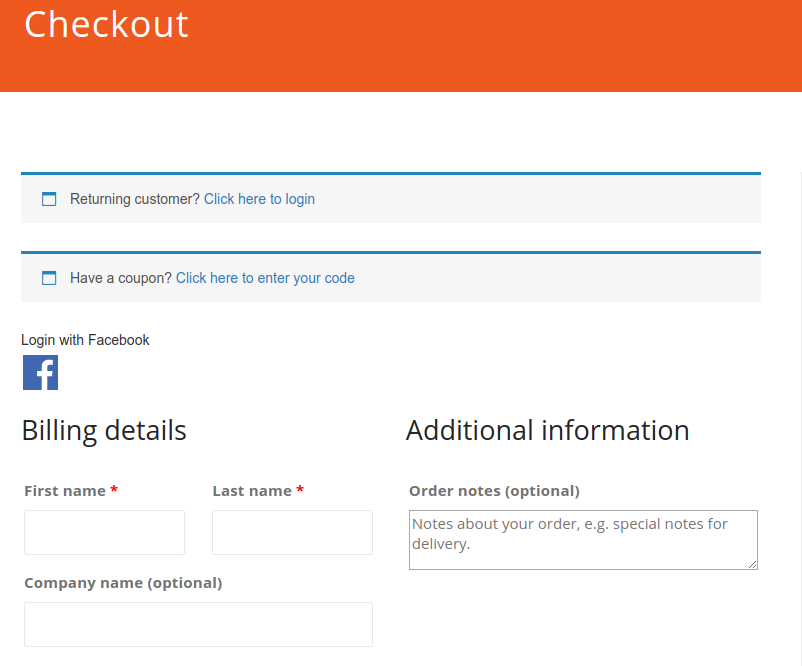 Checkout
Returning customer? Click here to login
Have a coupon? Click here to enter your code
Login with Facebook
f
Billing details
First name *
Last name *
Company name (optional)
Additional information
Order notes (optional)
Notes about your order, e.g. special notes for
delivery.